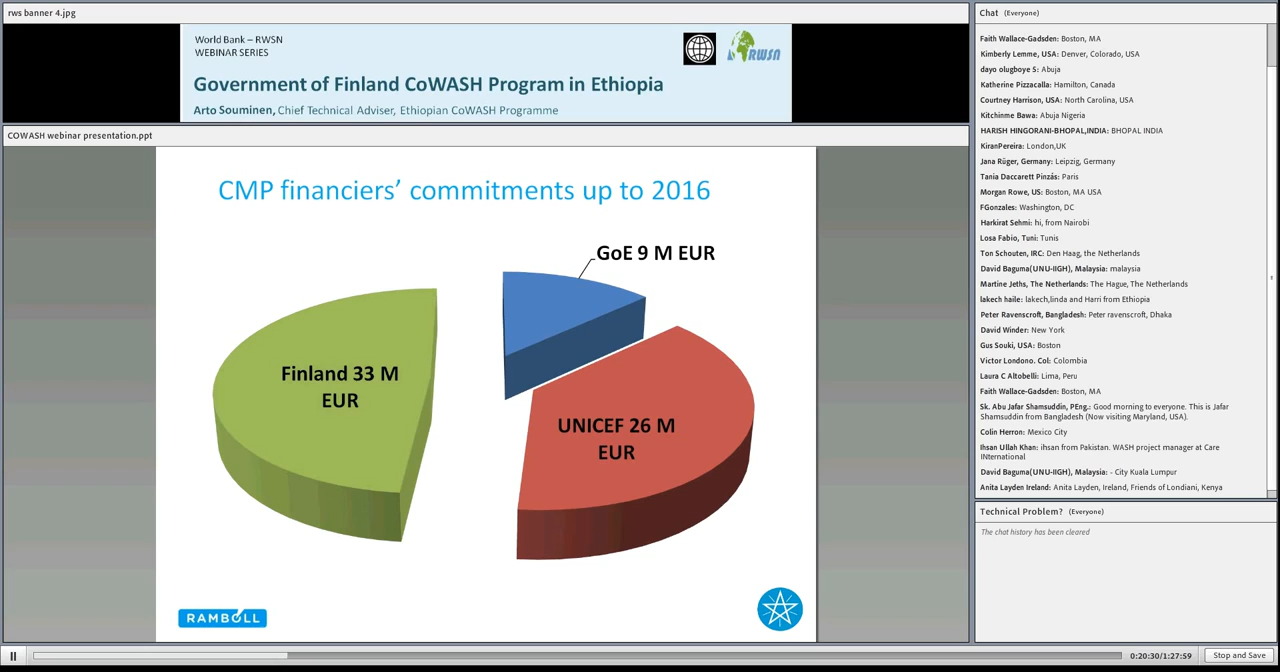 rws banner 4.jpg
World Bank – RWSN
WEBINAR SERIES
RWSN
Government of Finland CoWASH Program in Ethiopia
Arto Souminen, Chief Technical Adviser, Ethiopian CoWASH Programme
COWASH webinar presentation.ppt
CMP financiers’ commitments up to 2016
GoE 9 M EUR
Finland 33 M
EUR
UNICEF 26 M
EUR
RAMBOLL
0:20:30/1:27:59
Stop and Save
Chat (Everyone)
Faith Wallace-Gadsden: Boston, MA
Kimberly Lemme, USA: Denver, Colorado, USA
dayo olugboye S: Abuja
Katherine Pizzacalla: Hamilton, Canada
Courtney Harrison, USA: North Carolina, USA
Kitchinme Bawa: Abuja Nigeria
HARISH HINGORANI-BHOPAL,INDIA: BHOPAL INDIA
KiranPereira: London,UK
Jana Rüger, Germany: Leipzig, Germany
Tania Daccarett Pinzás: Paris
Morgan Rowe, US: Boston, MA USA
FGonzales: Washington, DC
Harkirat Sehmi: hi, from Nairobi
Losa Fabio, Tuni: Tunis
Ton Schouten, IRC: Den Haag, the Netherlands
David Baguma(UNU-IIGH), Malaysia: malaysia
Martine Jeths, The Netherlands: The Hague, The Netherlands
lakech haile: lakech,linda and Harri from Ethiopia
Peter Ravenscroft, Bangladesh: Peter ravenscroft, Dhaka
David Winder: New York
Gus Souki, USA: Boston
Victor Londono. Col: Colombia
Laura C Altobelli: Lima, Peru
Faith Wallace-Gadsden: Boston, MA
Sk. Abu Jafar Shamsuddin, PEng.: Good morning to everyone. This is Jafar
Shamsuddin from Bangladesh (Now visiting Maryland, USA).
Colin Herron: Mexico City
Ihsan Ullah Khan: ihsan from Pakistan. WASH project manager at Care
INternational
David Baguma(UNU-IIGH), Malaysia: - City Kuala Lumpur
Anita Layden Ireland: Anita Layden, Ireland, Friends of Londiani, Kenya
Technical Problem? (Everyone)
The chat history has been cleared